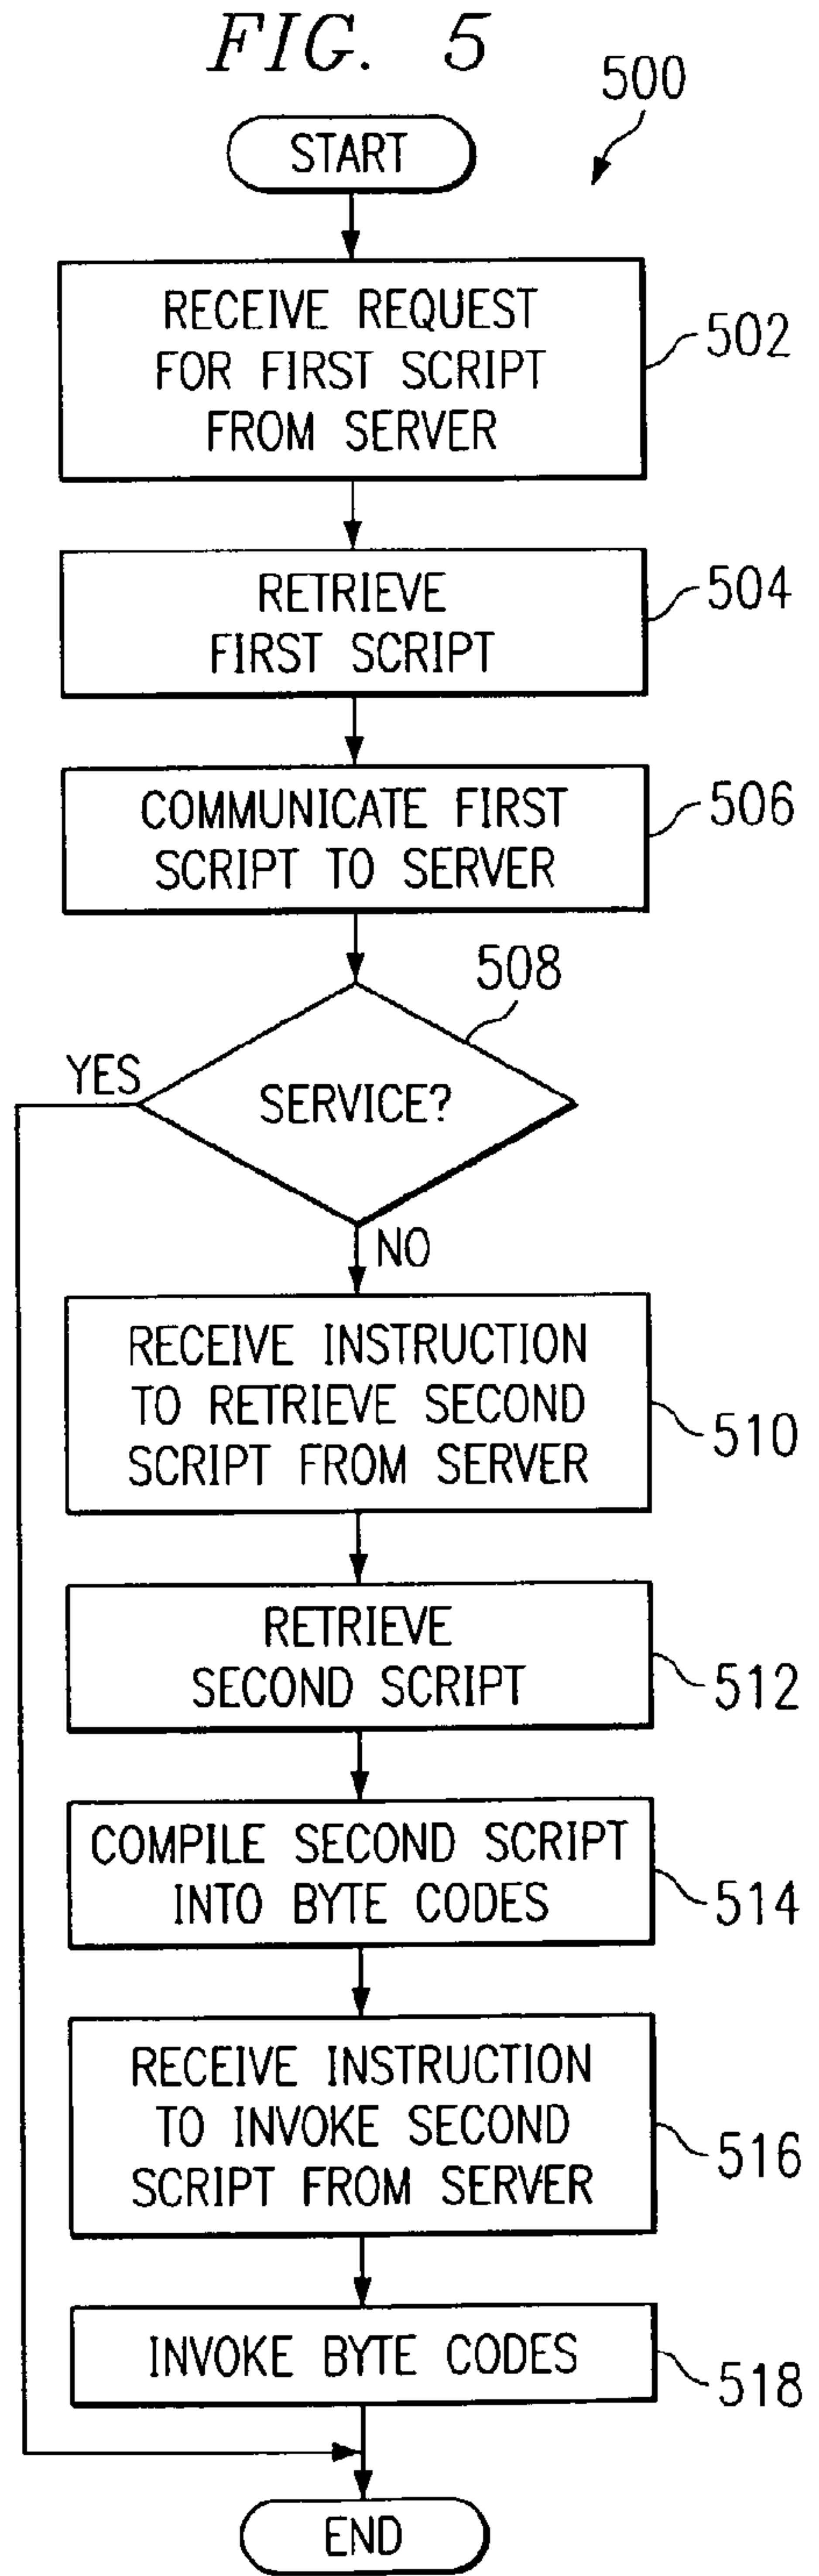 FIG. 5
500
START
RECEIVE REQUEST
FOR FIRST SCRIPT
FROM SERVER
502
RETRIEVE
FIRST SCRIPT
504
COMMUNICATE FIRST
SCRIPT TO SERVER
506
508
YES
SERVICE?
NO
RECEIVE INSTRUCTION
TO RETRIEVE SECOND
SCRIPT FROM SERVER
510
RETRIEVE
SECOND SCRIPT
512
COMPILE SECOND SCRIPT
INTO BYTE CODES
514
RECEIVE INSTRUCTION
TO INVOKE SECOND
SCRIPT FROM SERVER
516
INVOKE BYTE CODES
518
END